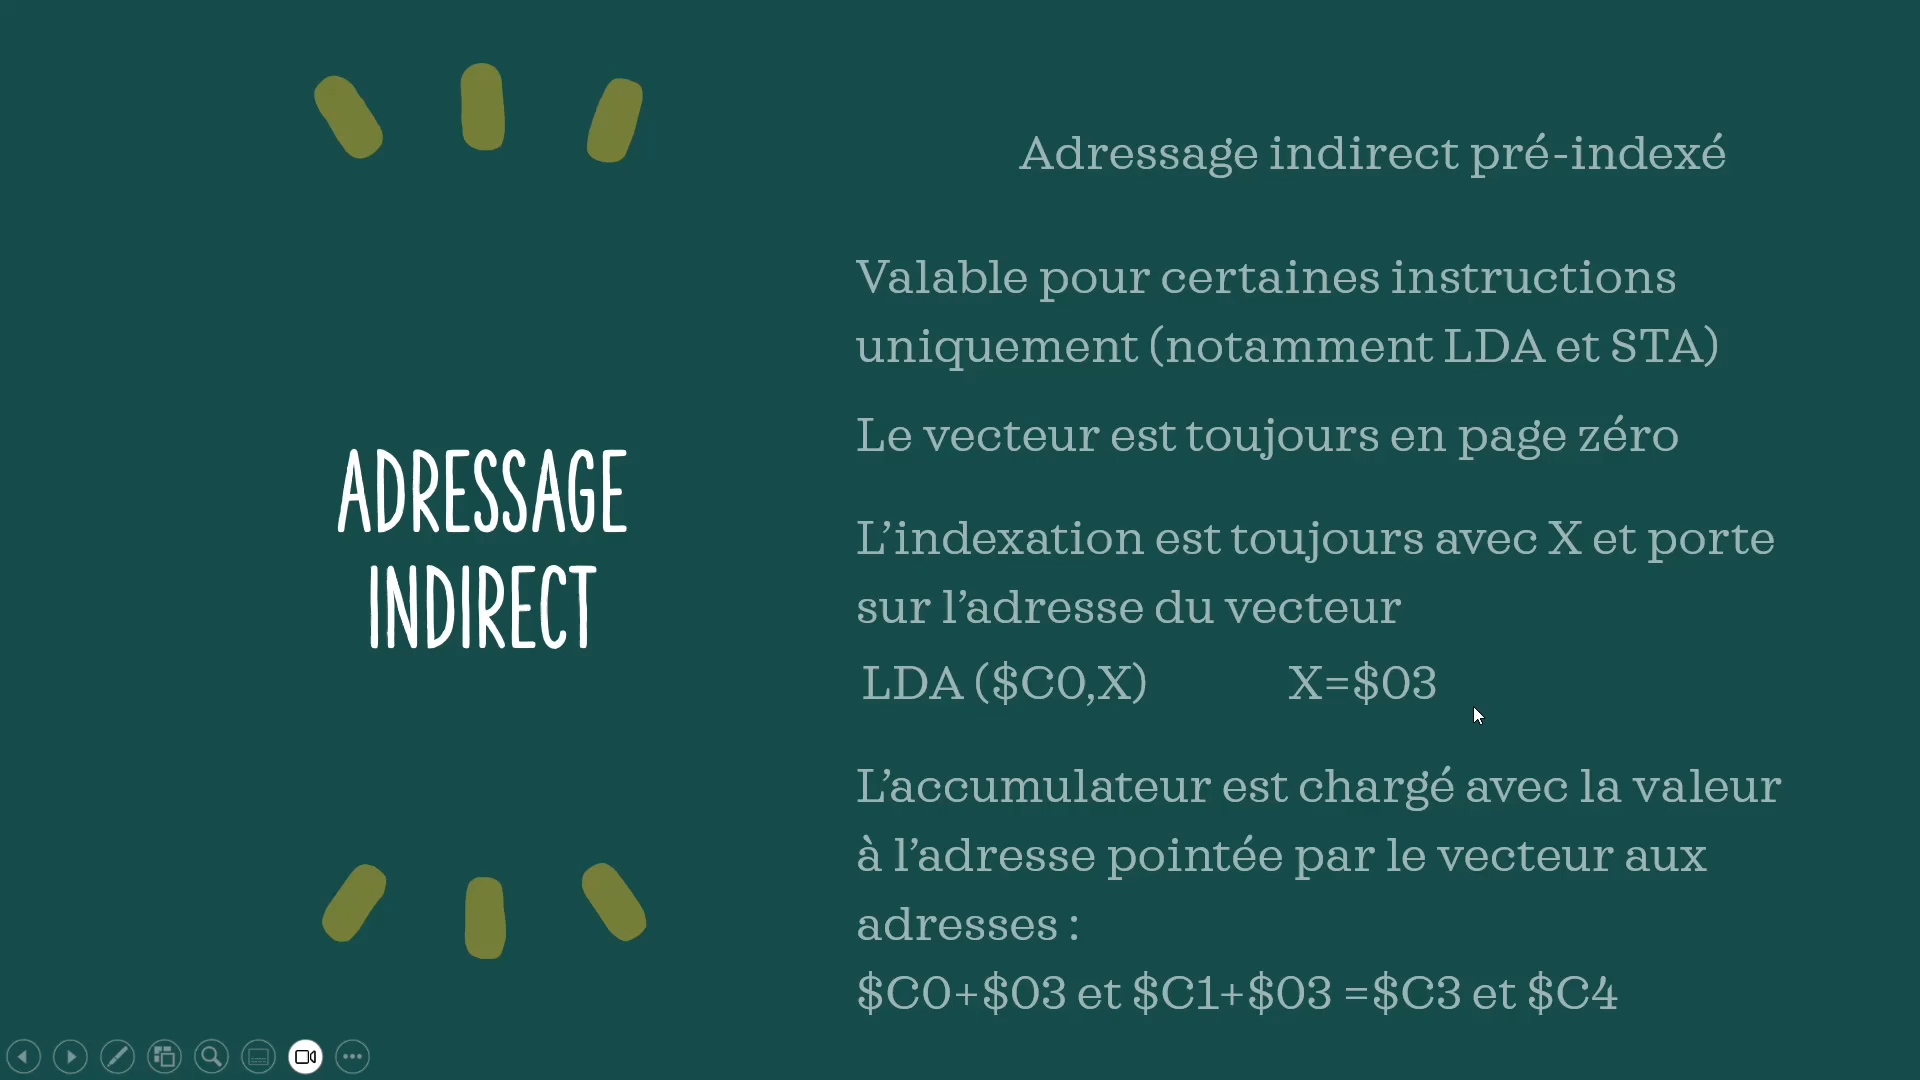 ADRESSAGE
INDIRECT
Adressage indirect pré-indexé
Valable pour certaines instructions
uniquement (notamment LDA et STA)
Le vecteur est toujours en page zéro
L’indexation est toujours avec X et porte
sur l’adresse du vecteur
LDA ($C0,X) X=$03
L’accumulateur est chargé avec la valeur
à l’adresse pointée par le vecteur aux
adresses :
$C0+$03 et $C1+$03 =$C3 et $C4